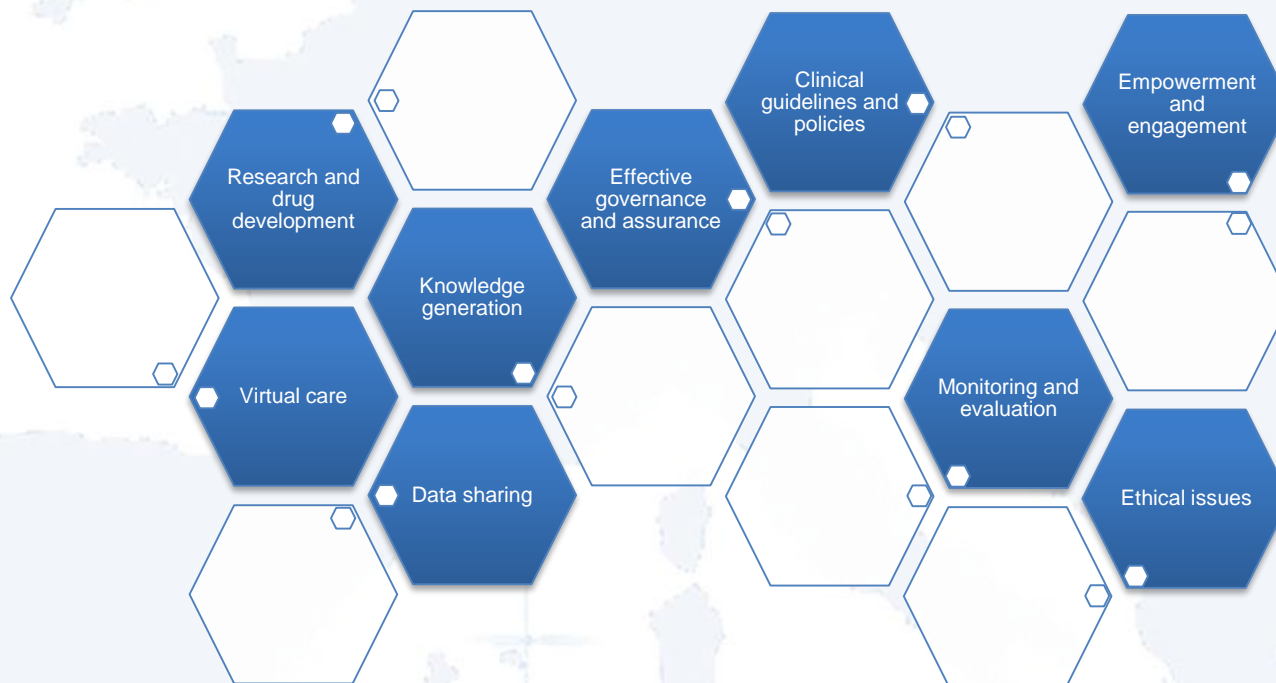 Clinical
guidelines and
policies
Empowerment
and
engagement
Research and
drug
development
Effective
governance
and assurance
Knowledge
generation
Virtual care
Monitoring and
evaluation
Data sharing
Ethical issues